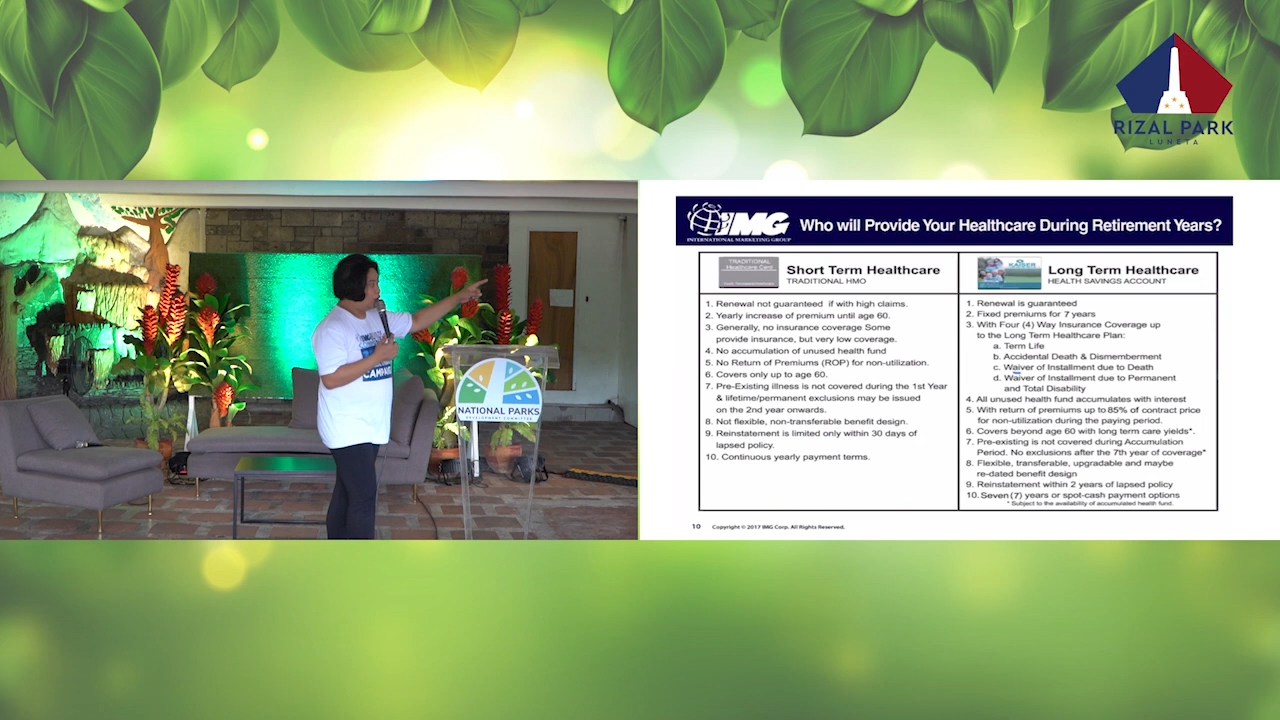 RIZAL PARK
LUNETA
IMG
INTERNATIONAL MARKETING GROUP
Who will Provide Your Healthcare During Retirement Years?
TRADITIONAL
Healthcare Card
Short Term Healthcare
TRADITIONAL HMO
1. Renewal not guaranteed if with high claims.
2. Yearly increase of premium until age 60.
3. Generally, no insurance coverage Some
provide insurance, but very low coverage.
4. No accumulation of unused health fund
5. No Return of Premiums (ROP) for non-utilization.
6. Covers only up to age 60.
7. Pre-Existing illness is not covered during the 1st Year
& lifetime/permanent exclusions may be issued
on the 2nd year onwards.
8. Not flexible, non-transferable benefit design.
9. Reinstatement is limited only within 30 days of
lapsed policy.
10. Continuous yearly payment terms.
KAISER
Long Term Healthcare
HEALTH SAVINGS ACCOUNT
1. Renewal is guaranteed
2. Fixed premiums for 7 years
3. With Four (4) Way Insurance Coverage up
to the Long Term Healthcare Plan:
a. Term Life
b. Accidental Death & Dismemberment
c. Waiver of Installment due to Death
d. Waiver of Installment due to Permanent
and Total Disability
4. All unused health fund accumulates with interest
5. With return of premiums up to 85% of contract price
for non-utilization during the paying period.
6. Covers beyond age 60 with long term care yields*.
7. Pre-existing is not covered during Accumulation
Period. No exclusions after the 7th year of coverage*
8. Flexible, transferable, upgradable and maybe
re-dated benefit design
9. Reinstatement within 2 years of lapsed policy
10. Seven (7) years or spot-cash payment options
* Subject to the availability of accumulated health fund.
10 Copyright © 2017 IMG Corp. All Rights Reserved.
CAMPAIGN
NATIONAL PARKS
DEVELOPMENT COMMITTEE